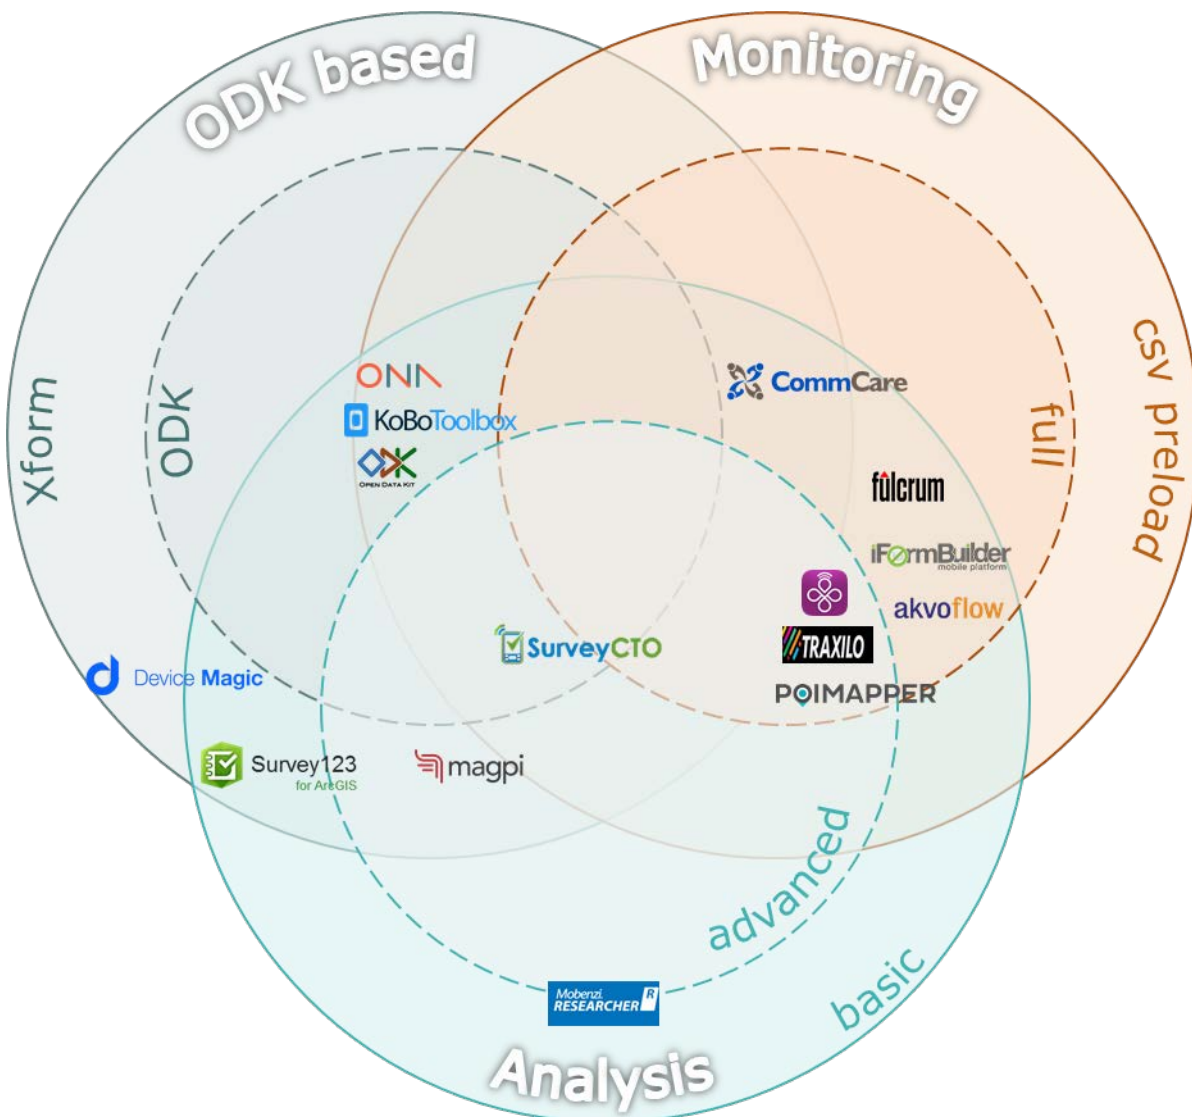 ODK based
Monitoring
Xform
ODK
csv preload
full
ONA
KoBoToolbox
OPEN DATA KIT
CommCare
fulcrum
iFormBuilder
mobile platform
akvoflow
TRAXILO
SurveyCTO
POIMAPPER
Device Magic
Survey123
for ArcGIS
magpi
advanced
basic
Mobenzi
RESEARCHER R
Analysis